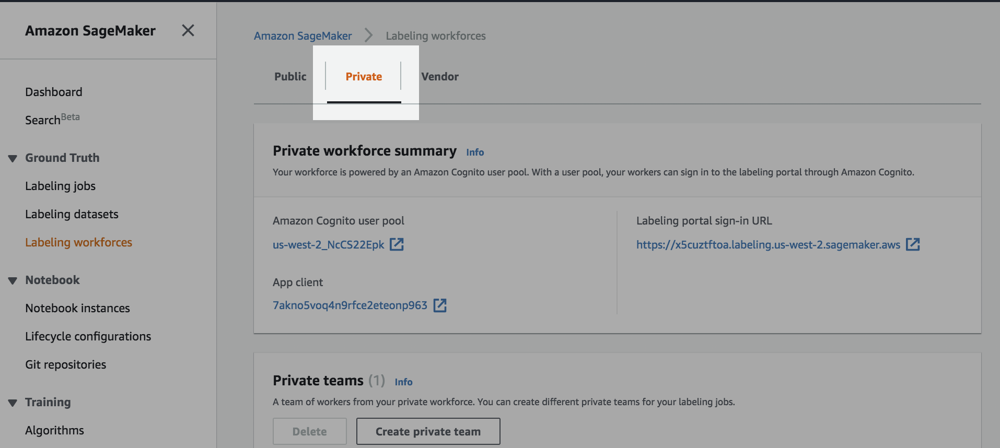 Amazon SageMaker
Dashboard
Search Beta
Ground Truth
Labeling jobs
Labeling datasets
Labeling workforces
Notebook
Notebook instances
Lifecycle configurations
Git repositories
Training
Algorithms
Amazon SageMaker > Labeling workforces
Public Private Vendor
Private workforce summary Info
Your workforce is powered by an Amazon Cognito user pool. With a user pool, your workers can sign in to the labeling portal through Amazon Cognito.
Amazon Cognito user pool
us-west-2_NcCS22Epk
App client
7akno5voq4n9rfce2eteonp963
Labeling portal sign-in URL
https://x5cuztftoa.labeling.us-west-2.sagemaker.aws
Private teams (1) Info
A team of workers from your private workforce. You can create different private teams for your labeling jobs.
Delete Create private team